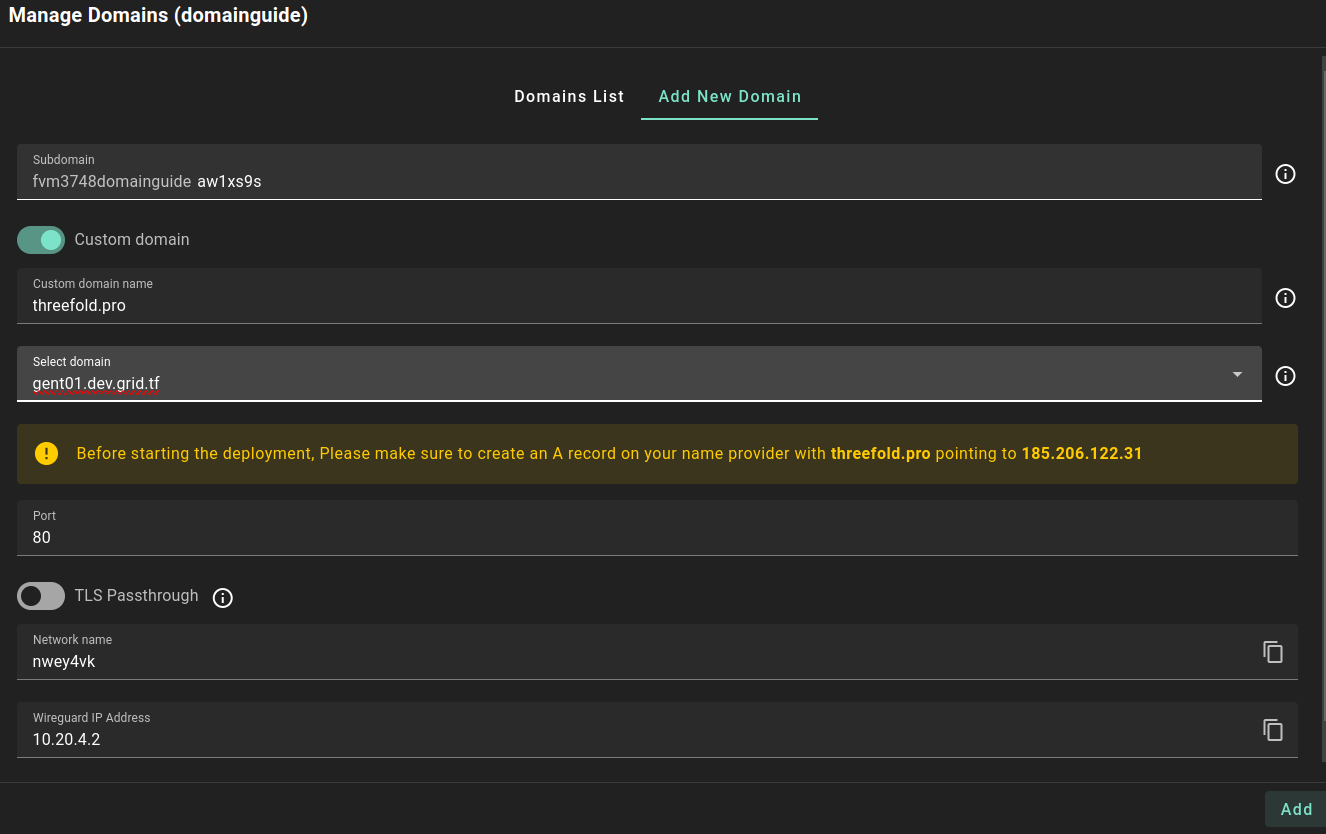 Manage Domains (domainguide)
Domains List Add New Domain
Subdomain
fvm3748domainguide aw1xs9s
Custom domain
Custom domain name
threefold.pro
Select domain
gent01.dev.grid.tf
Before starting the deployment, Please make sure to create an A record on your name provider with threefold.pro pointing to 185.206.122.31
Port
80
TLS Passthrough
Network name
nwey4vk
Wireguard IP Address
10.20.4.2
Add